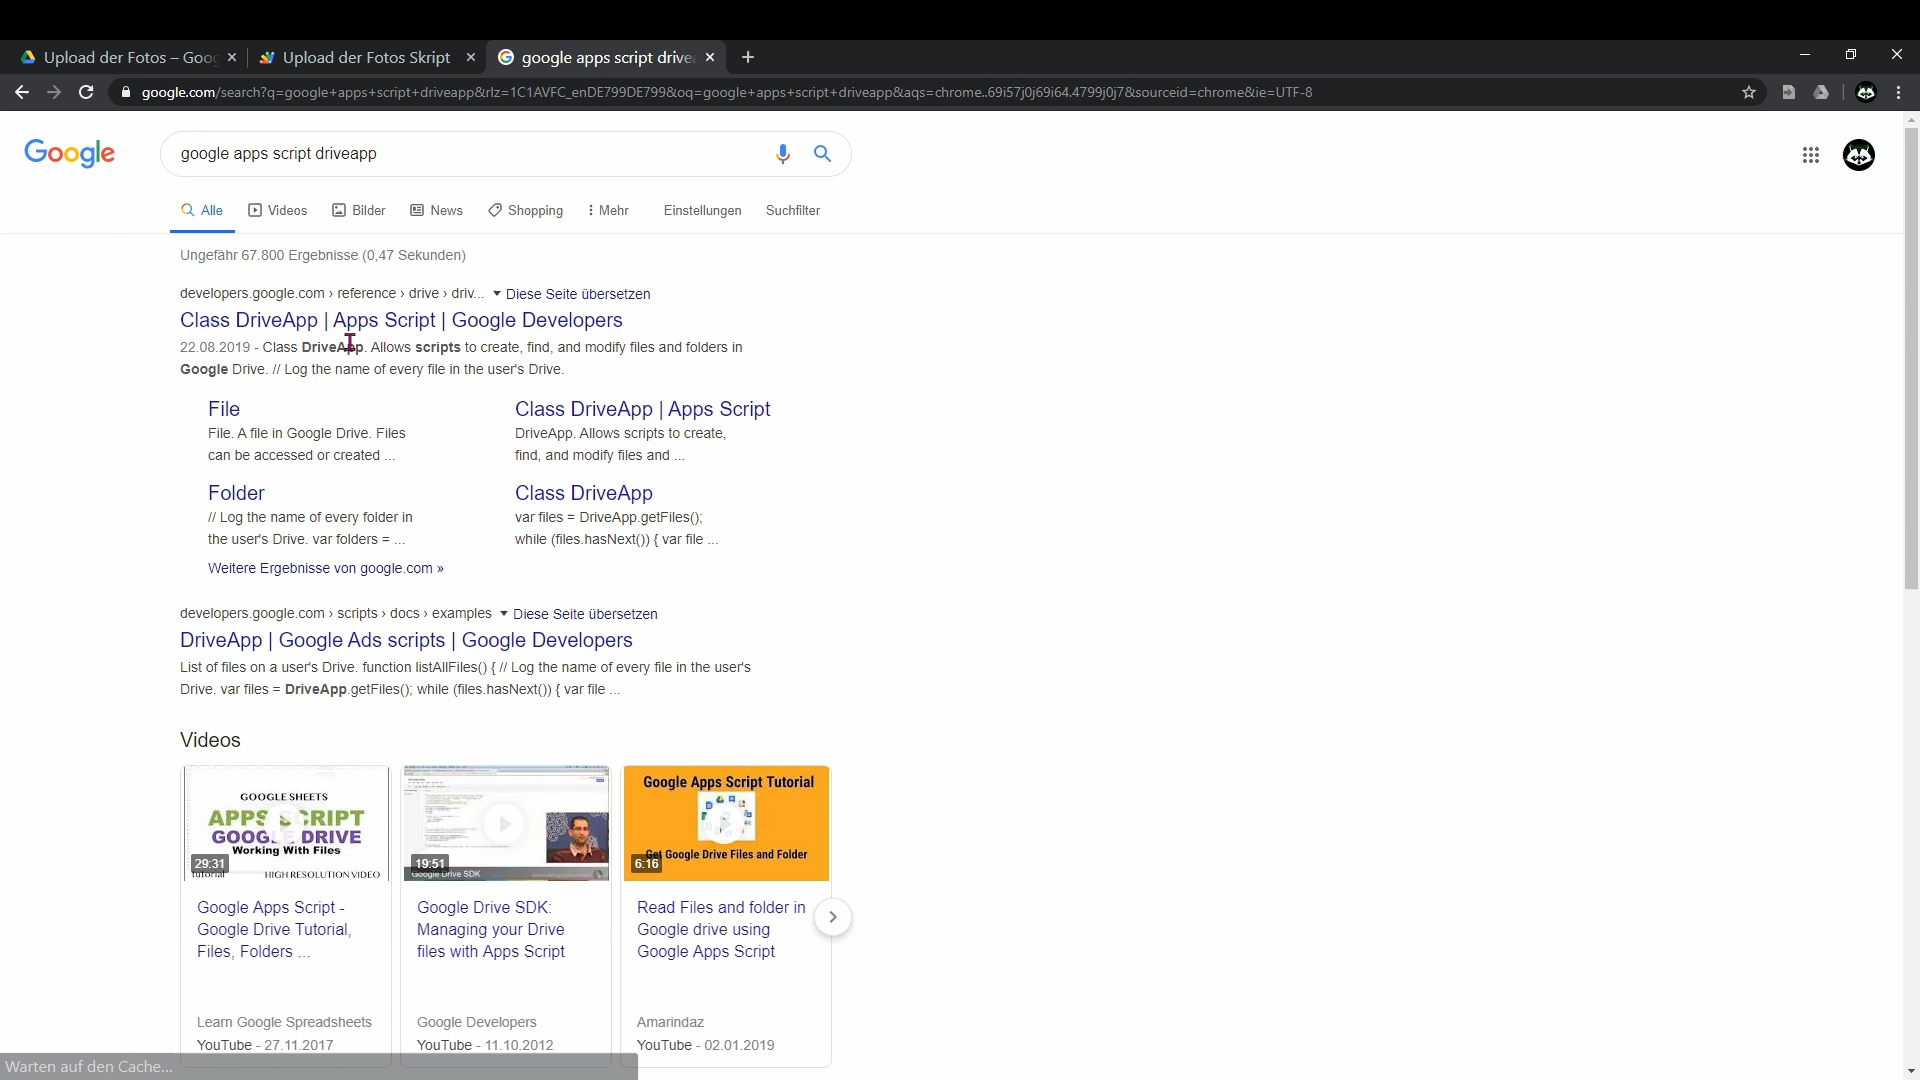 Upload der Fotos – Goo
Upload der Fotos Skript
google apps script drive
google.com/search?q=google+apps+script+driveapp&rlz=1C1AVFC_enDE799DE799&oq=google+apps+script+driveapp&aqs=chrome..69i57j0j69i64.4799j0j7&sourceid=chrome&ie=UTF-8
Google
google apps script driveapp
Alle
Videos
Bilder
News
Shopping
Mehr
Einstellungen
Suchfilter
Ungefähr 67.800 Ergebnisse (0,47 Sekunden)
developers.google.com › reference › drive › driv... ▼ Diese Seite übersetzen
Class DriveApp | Apps Script | Google Developers
22.08.2019 - Class DriveApp. Allows scripts to create, find, and modify files and folders in
Google Drive. // Log the name of every file in the user's Drive.
File
File. A file in Google Drive. Files
can be accessed or created ...
Class DriveApp | Apps Script
DriveApp. Allows scripts to create,
find, and modify files and ...
Folder
// Log the name of every folder in
the user's Drive. var folders = ...
Class DriveApp
var files = DriveApp.getFiles();
while (files.hasNext()) { var file ...
Weitere Ergebnisse von google.com »
developers.google.com › scripts › docs › examples ▼ Diese Seite übersetzen
DriveApp | Google Ads scripts | Google Developers
List of files on a user's Drive. function listAllFiles() { // Log the name of every file in the user's
Drive. var files = DriveApp.getFiles(); while (files.hasNext()) { var file ...
Videos
GOOGLE SHEETS
APPS SCRIPT
GOOGLE DRIVE
Working With Files
29:31
tutorial HIGH RESOLUTION VIDEO
Google Apps Script -
Google Drive Tutorial,
Files, Folders ...
Learn Google Spreadsheets
YouTube - 27.11.2017
19:51
Google Drive SDK
Google Drive SDK:
Managing your Drive
files with Apps Script
Google Developers
YouTube - 11.10.2012
Google Apps Script Tutorial
Get Google Drive Files and Folder
6:16
Read Files and folder in
Google drive using
Google Apps Script
Amarindaz
YouTube - 02.01.2019
Warten auf den Cache...